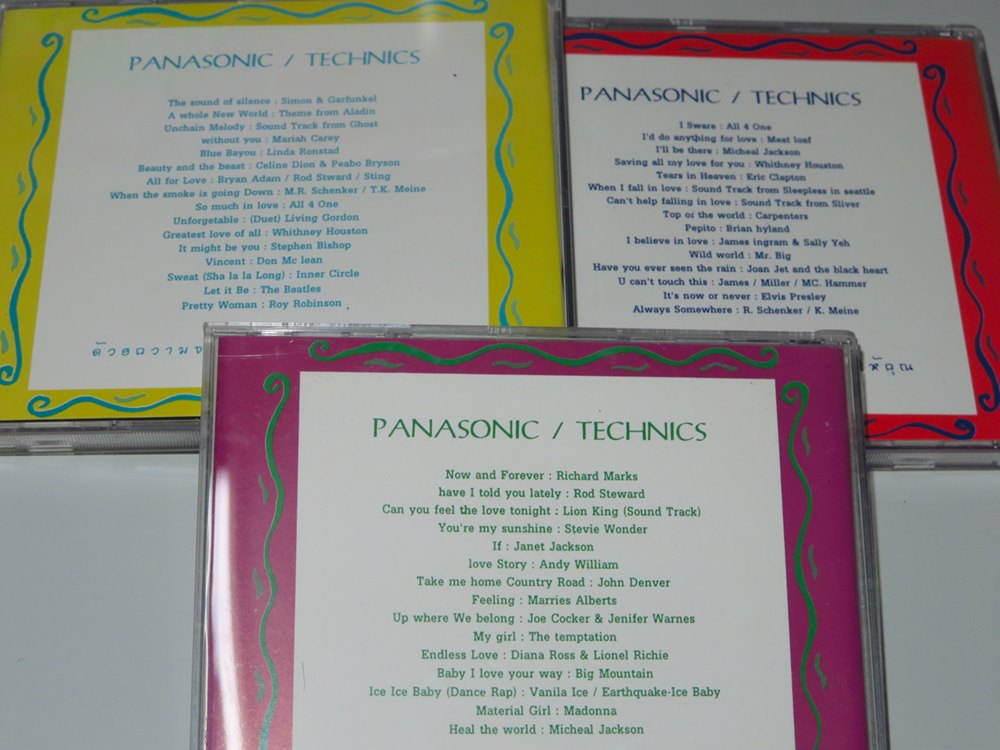 PANASONIC / TECHNICS
The sound of silence : Simon & Garfunkel
A whole New World : Theme from Aladin
Unchain Melody : Sound Track from Ghost
without you : Mariah Carey
Blue Bayou : Linda Ronstad
Beauty and the beast : Celine Dion & Peabo Bryson
All for Love : Bryan Adam / Rod Stward / Sting
When the smoke is going Down : M.R. Schenker / T.K. Meine
So much in love : All 4 One
Unforgetable : (Duet) Living Gordon
Greatest love of all : Whithney Houston
It might be you : Stephen Bishop
Vincent : Don Mc lean
Sweat (Sha la la Long) : Inner Circle
Let it Be : The Beatles
Pretty Woman : Roy Robinson
ด้วยความ
PANASONIC / TECHNICS
I Sware : All 4 One
I'd do anything for love : Meat loaf
I'll be there : Micheal Jackson
Saving all my love for you : Whithney Houston
Tears in Heaven : Eric Clapton
When I fall in love : Sound Track from Sleepless in seattle
Can't help falling in love : Sound Track from Sliver
Top of the world : Carpenters
Pepito : Brian hyland
I believe in love : James ingram & Sally Yeh
Wild world : Mr. Big
Have you ever seen the rain : Joan Jet and the black heart
U can't touch this : James / Miller / MC. Hammer
It's now or never : Elvis Presley
Always Somewhere : R. Schenker / K. Meine
ห้คุณ
PANASONIC / TECHNICS
Now and Forever : Richard Marks
have I told you lately : Rod Steward
Can you feel the love tonight : Lion King (Sound Track)
You're my sunshine : Stevie Wonder
If : Janet Jackson
love Story : Andy William
Take me home Country Road : John Denver
Feeling : Marries Alberts
Up where We belong : Joe Cocker & Jenifer Warnes
My girl : The temptation
Endless Love : Diana Ross & Lionel Richie
Baby I love your way : Big Mountain
Ice Ice Baby (Dance Rap) : Vanila Ice / Earthquake-Ice Baby
Material Girl : Madonna
Heal the world : Micheal Jackson